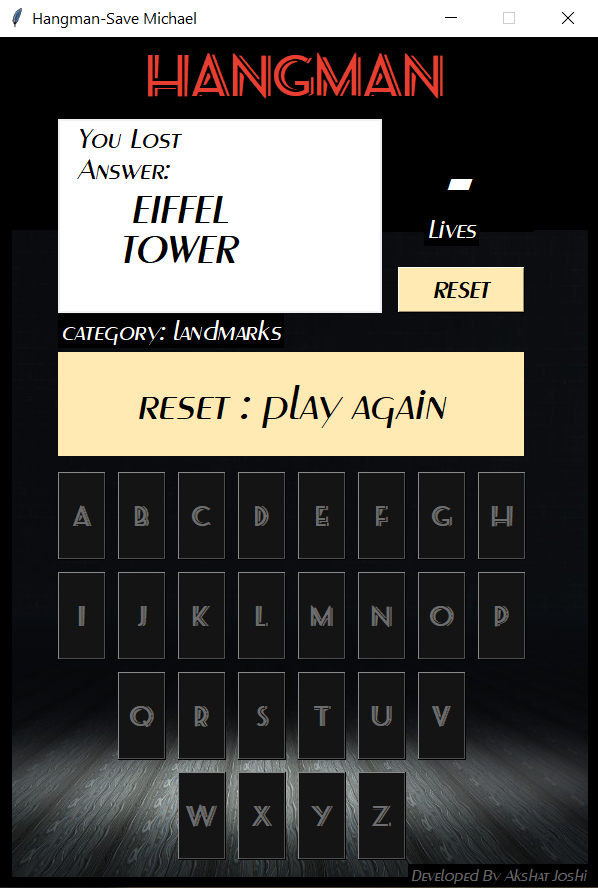 Hangman-Save Michael
HANGMAN
You Lost
Answer:
EIFFEL
TOWER
-
Lives
RESET
category: landmarks
reset : play again
A B C D E F G H
I J K L M N O P
Q R S T U V
W X Y Z
Developed By Akshat Joshi